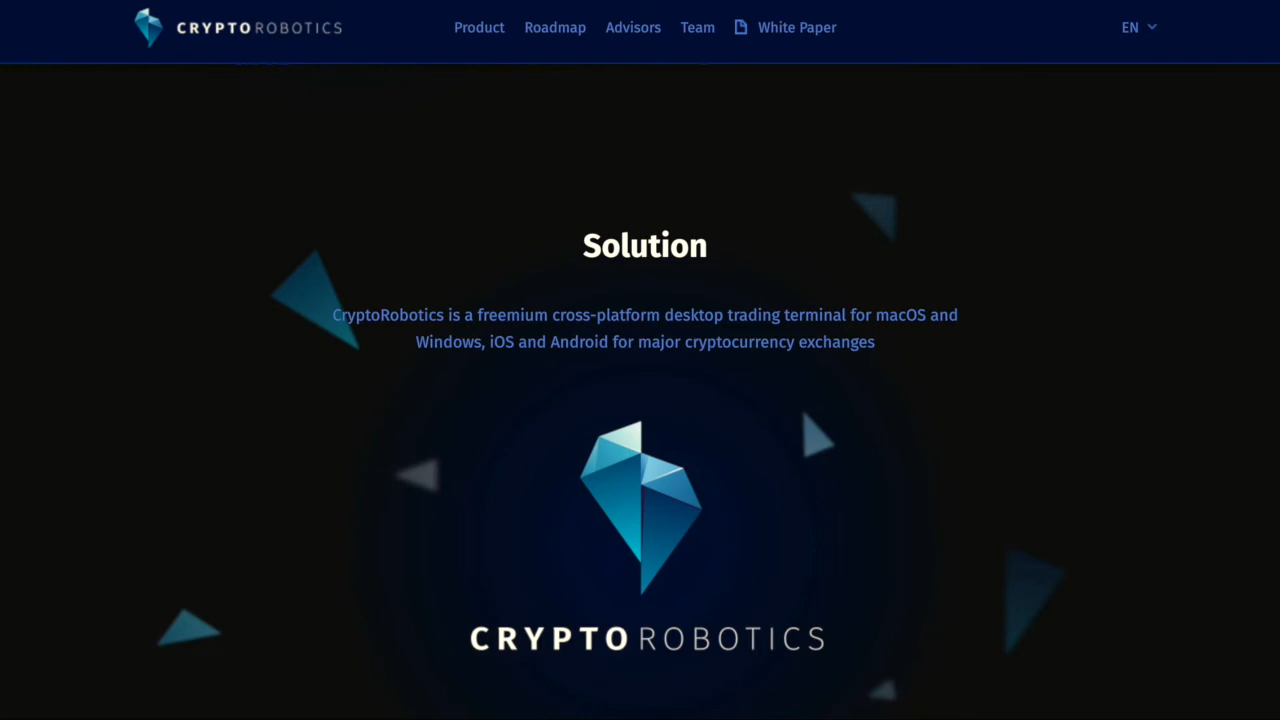 CRYPTOROBOTICS Product Roadmap Advisors Team White Paper EN
Solution
CryptoRobotics is a freemium cross-platform desktop trading terminal for macOS and
Windows, iOS and Android for major cryptocurrency exchanges
CRYPTOROBOTICS